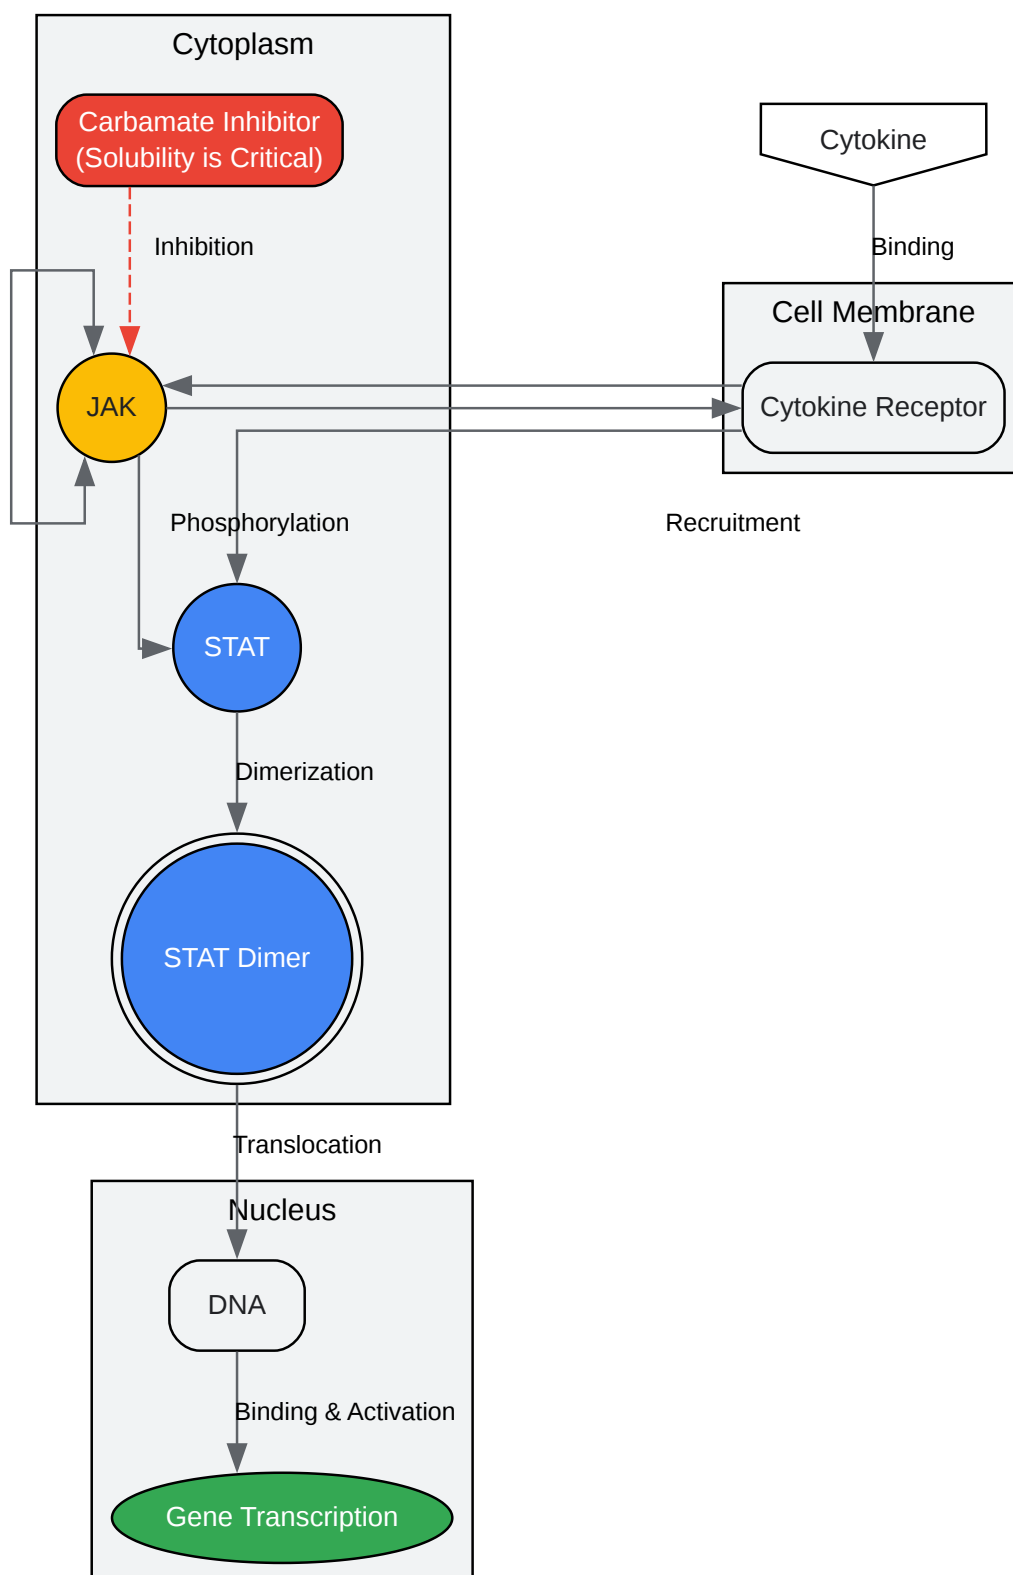 Cytoplasm
Carbamate Inhibitor
(Solubility is Critical)
Cytokine
Inhibition
Binding
Cell Membrane
JAK
Cytokine Receptor
Phosphorylation
Recruitment
STAT
Dimerization
STAT Dimer
Translocation
Nucleus
DNA
Binding & Activation
Gene Transcription